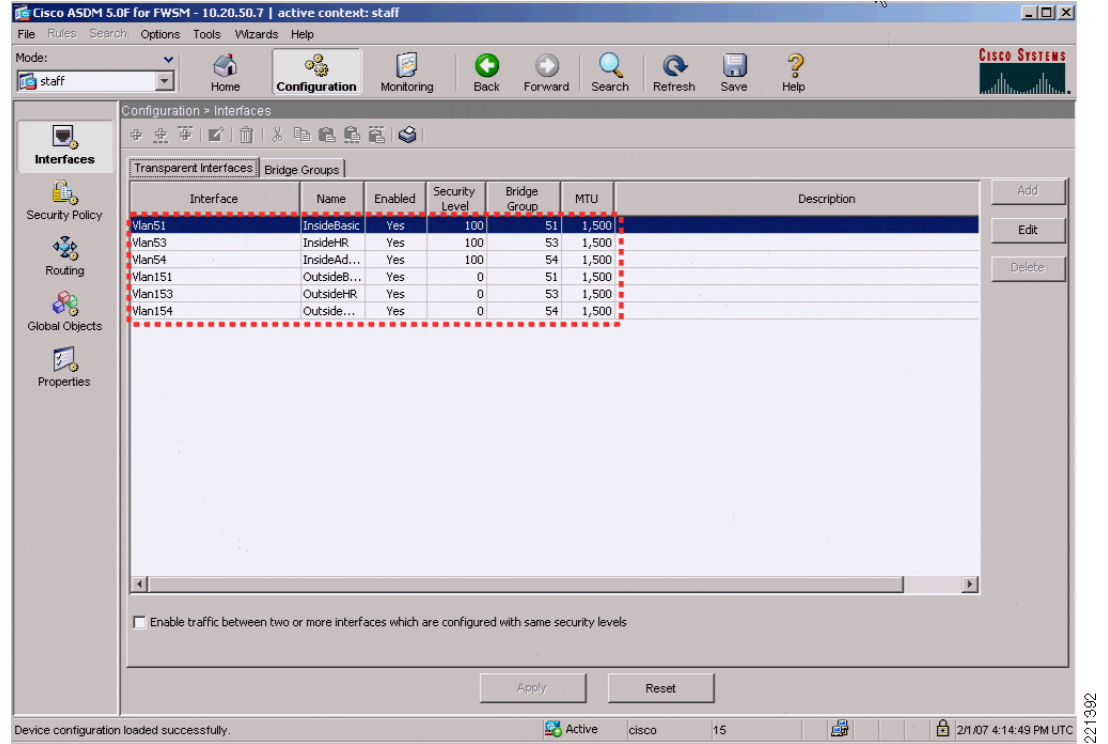 Cisco ASDM 5.0F for FWSM - 10.20.50.7 | active context: staff
File Rules Search Options Tools Wizards Help
Mode:
staff
Home Configuration Monitoring Back Forward Search Refresh Save Help
CISCO SYSTEMS
Configuration > Interfaces
Interfaces
Security Policy
Routing
Global Objects
Properties
Transparent Interfaces Bridge Groups
Interface Name Enabled Security Level Bridge Group MTU Description
Vlan51 InsideBasic Yes 100 51 1,500
Vlan53 InsideHR Yes 100 53 1,500
Vlan54 InsideAd... Yes 100 54 1,500
Vlan151 OutsideB... Yes 0 51 1,500
Vlan153 OutsideHR Yes 0 53 1,500
Vlan154 Outside... Yes 0 54 1,500
Add
Edit
Delete
Enable traffic between two or more interfaces which are configured with same security levels
Apply Reset
Device configuration loaded successfully. Active cisco 15 2/1/07 4:14:49 PM UTC
221392